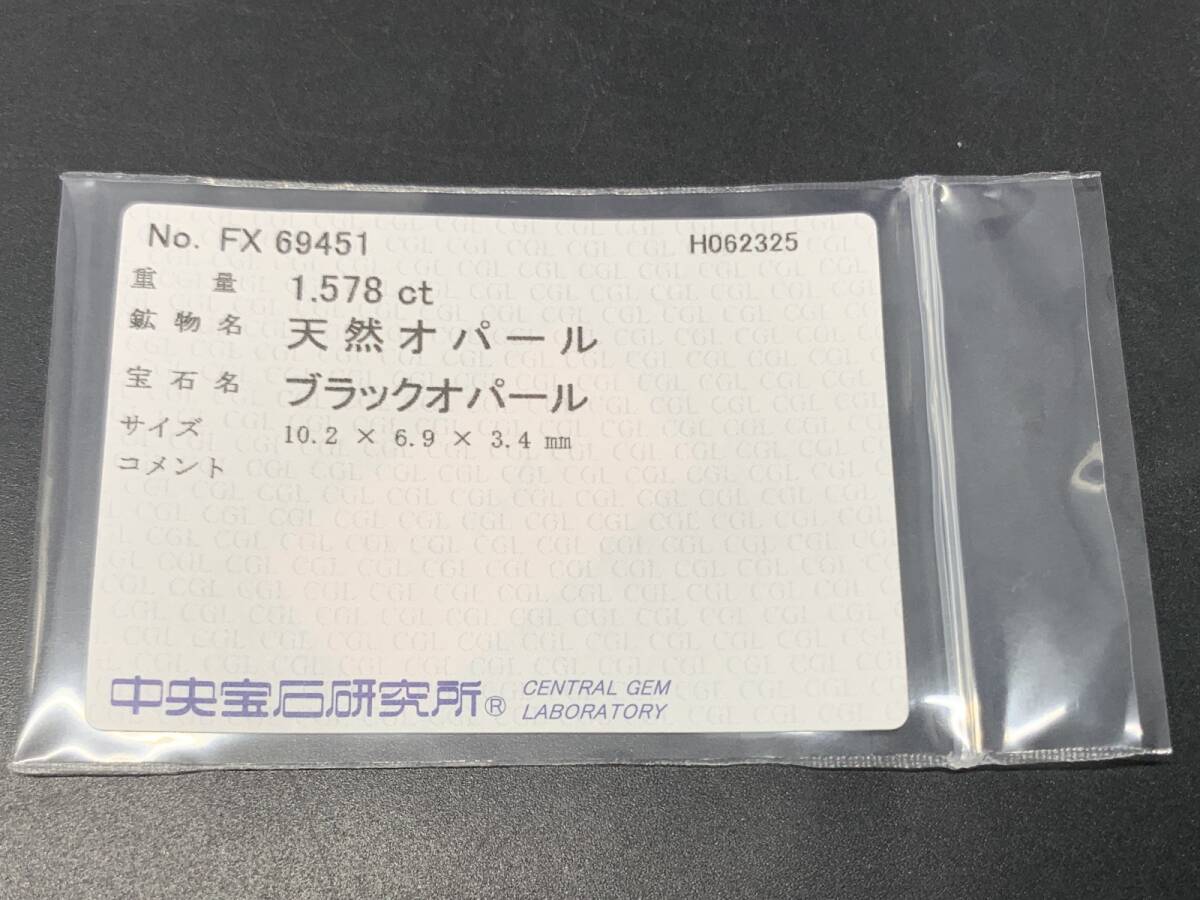 No. FX 69451 H062325
重量 1.578 ct
鉱物名 天然オパール
宝石名 ブラックオパール
サイズ 10.2 × 6.9 × 3.4 mm
コメント
中央宝石研究所® CENTRAL GEM
LABORATORY